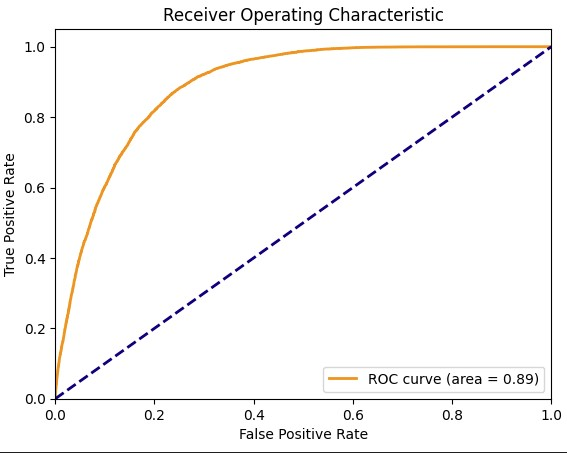 Receiver Operating Characteristic
1.0
0.8
0.6
0.4
0.2
0.0
True Positive Rate
ROC curve (area = 0.89)
0.0 0.2 0.4 0.6 0.8 1.0
False Positive Rate